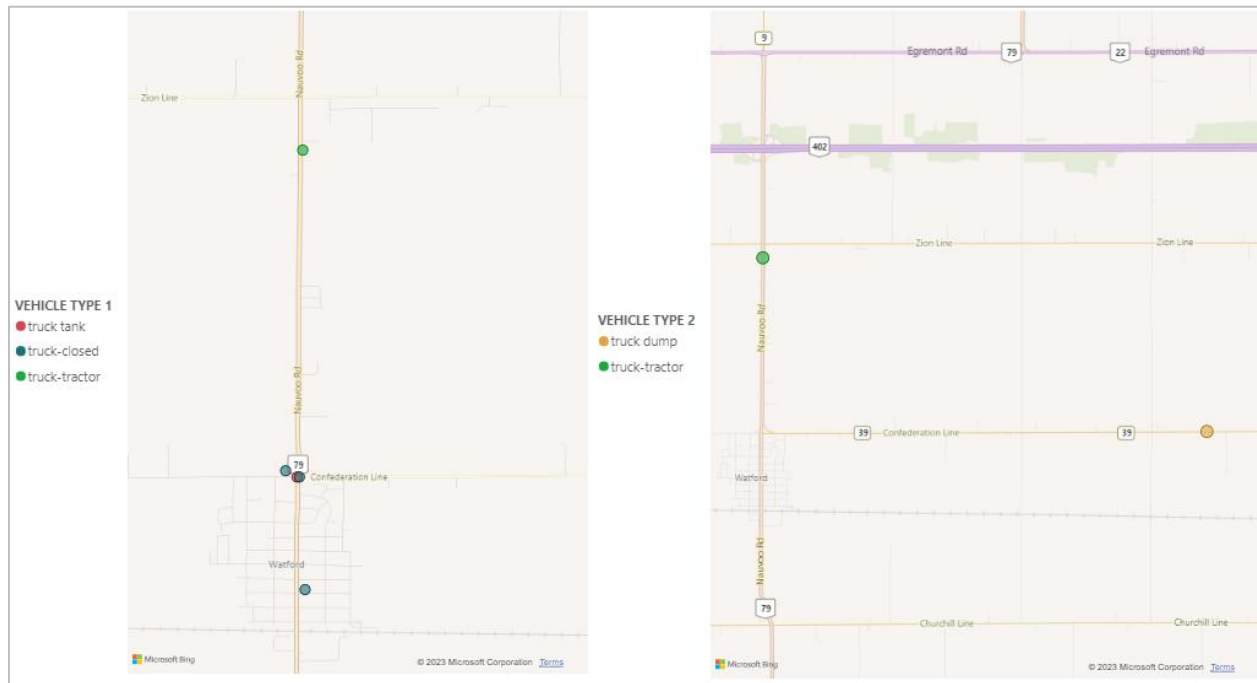 Nauvoo Rd
Zion Line
VEHICLE TYPE 1
truck tank
truck-closed
truck-tractor
Nauvoo Rd
79
Confederation Line
Watford
Microsoft Bing
© 2023 Microsoft Corporation Terms
9
Egremont Rd
79
22
Egremont Rd
402
Zion Line
Zion Line
VEHICLE TYPE 2
truck dump
truck-tractor
Nauvoo Rd
39
Confederation Line
39
Watford
Nauvoo Rd
79
Churchill Line
Churchill Line
Microsoft Bing
© 2023 Microsoft Corporation Terms